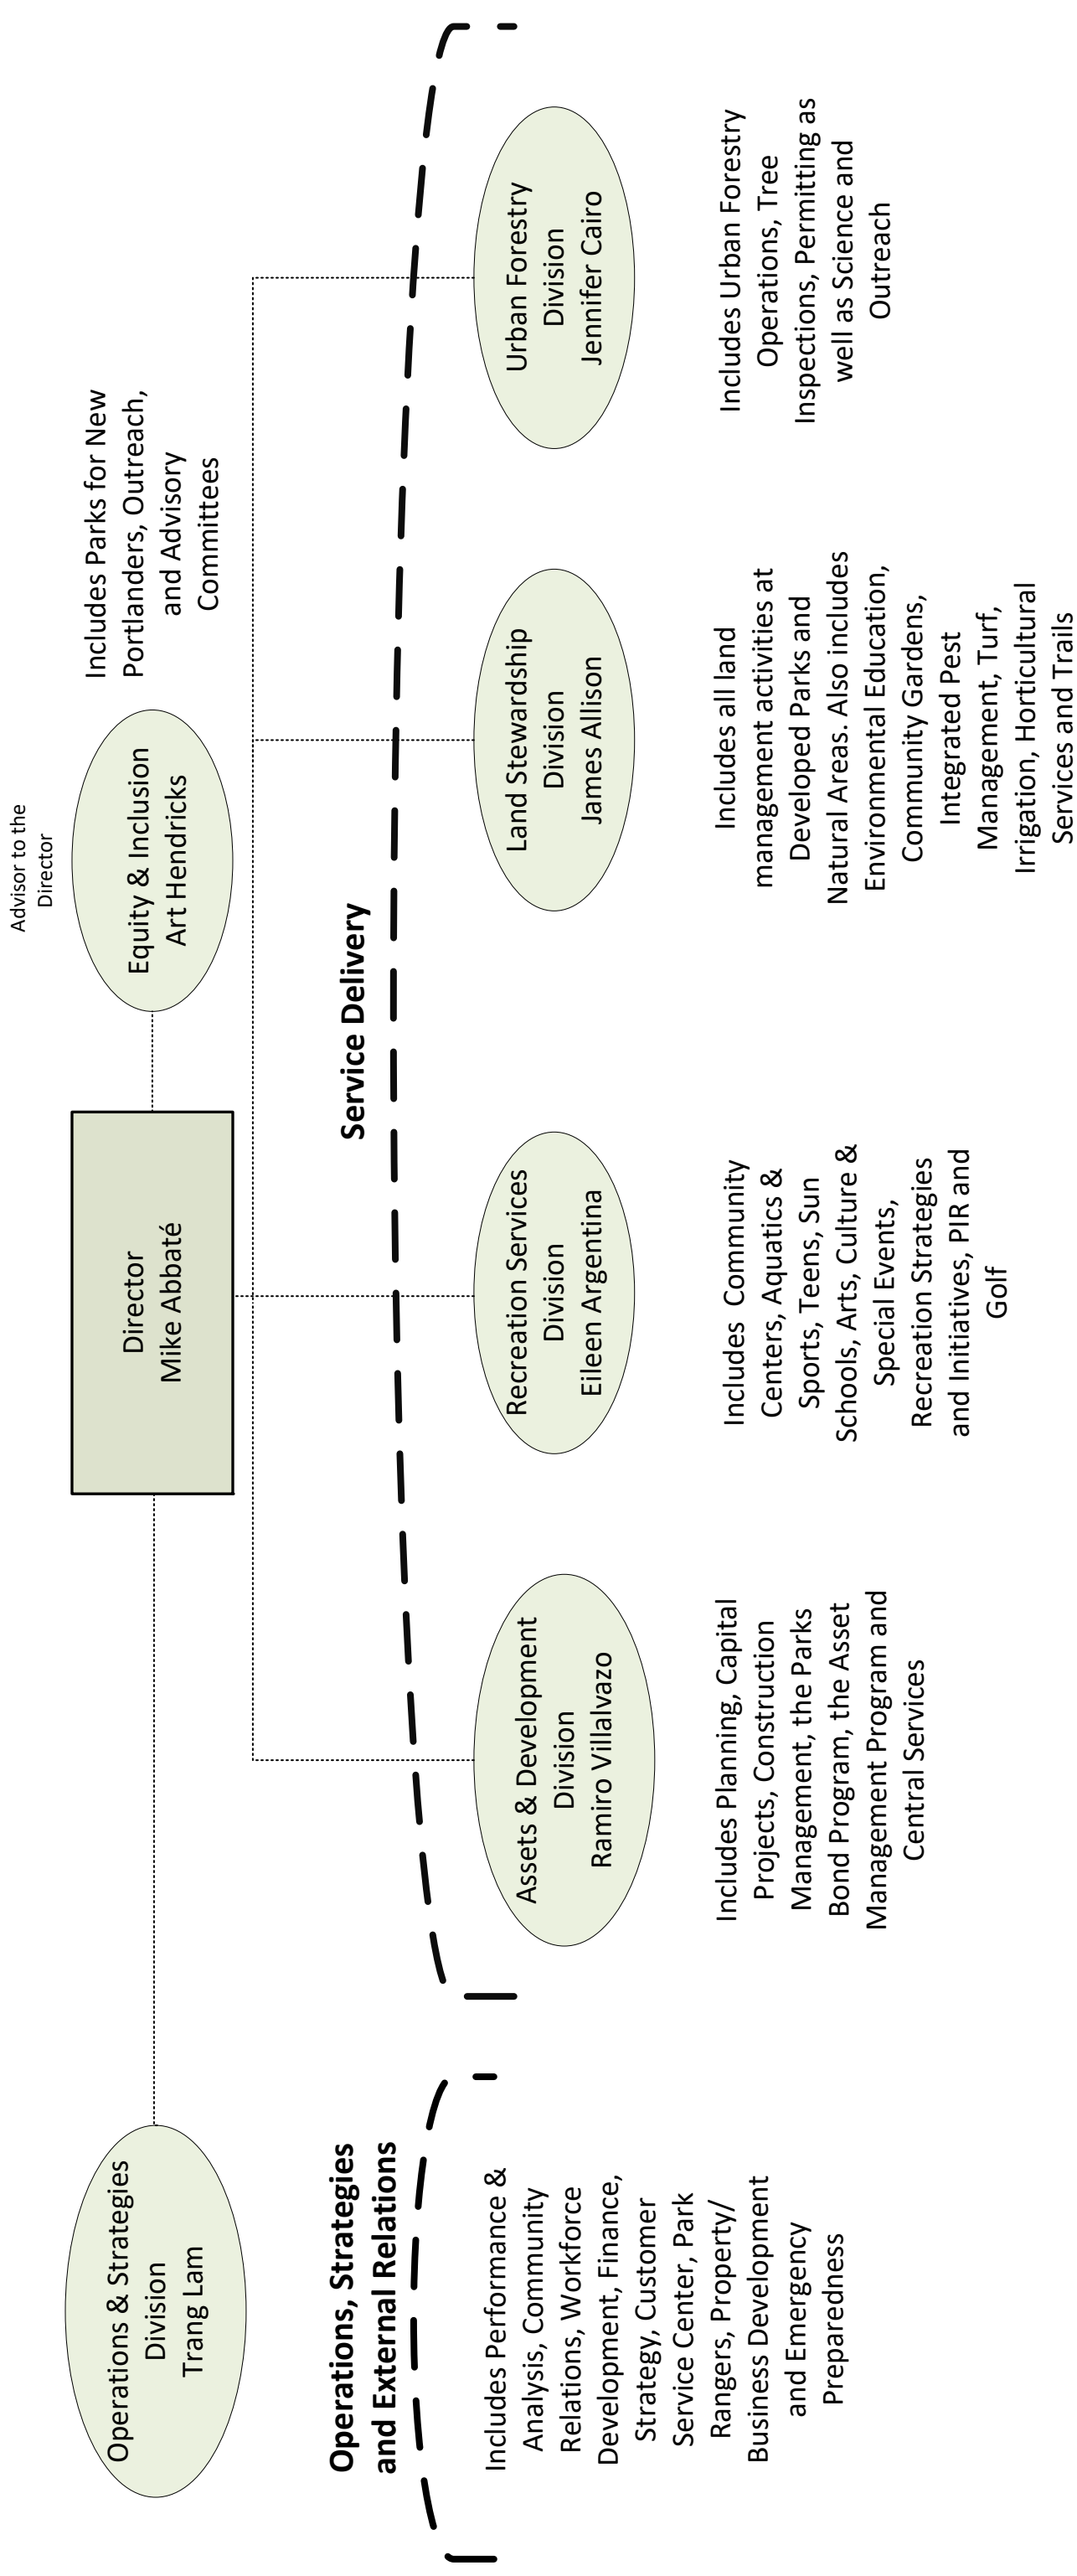 Advisor to the
Director
Operations & Strategies
Division
Trang Lam
Director
Mike Abbaté
Equity & Inclusion
Art Hendricks
Includes Parks for New
Portlanders, Outreach,
and Advisory
Committees
Operations, Strategies
and External Relations
Service Delivery
Includes Performance &
Analysis, Community
Relations, Workforce
Development, Finance,
Strategy, Customer
Service Center, Park
Rangers, Property/
Business Development
and Emergency
Preparedness
Assets & Development
Division
Ramiro Villalvazo
Includes Planning, Capital
Projects, Construction
Management, the Parks
Bond Program, the Asset
Management Program and
Central Services
Recreation Services
Division
Eileen Argentina
Includes Community
Centers, Aquatics &
Sports, Teens, Sun
Schools, Arts, Culture &
Special Events,
Recreation Strategies
and Initiatives, PIR and
Golf
Land Stewardship
Division
James Allison
Includes all land
management activities at
Developed Parks and
Natural Areas. Also includes
Environmental Education,
Community Gardens,
Integrated Pest
Management, Turf,
Irrigation, Horticultural
Services and Trails
Urban Forestry
Division
Jennifer Cairo
Includes Urban Forestry
Operations, Tree
Inspections, Permitting as
well as Science and
Outreach